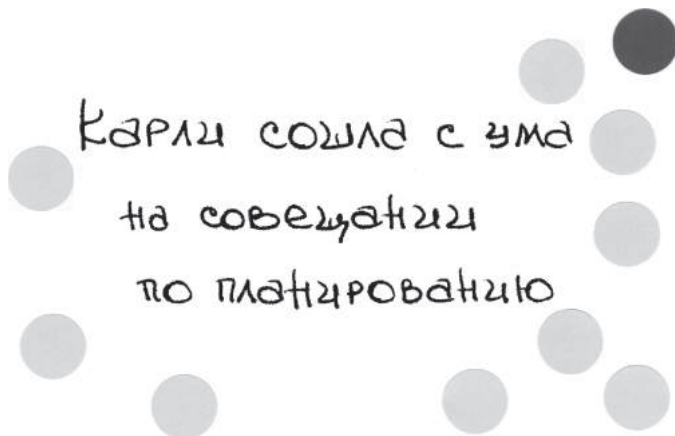 Карли сошла с ума
на совещании
по планированию